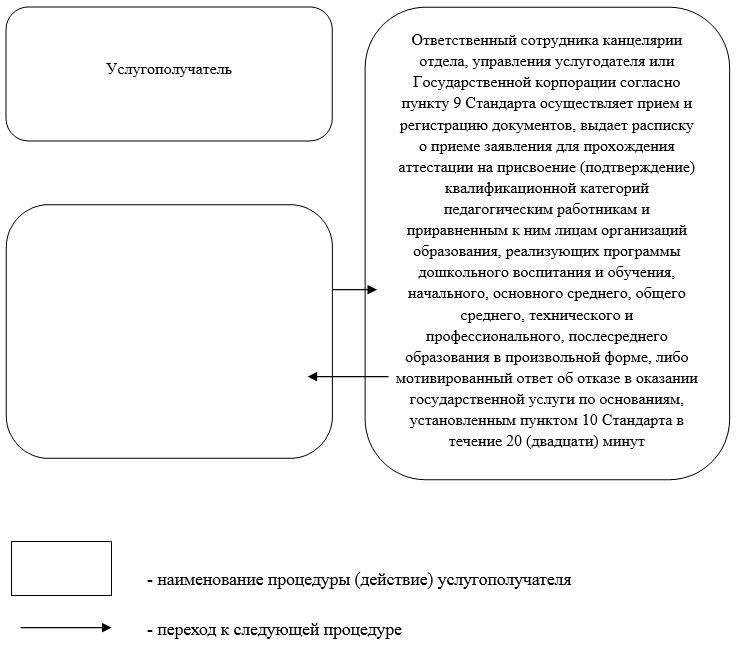 Услугополучатель
Ответственный сотрудника канцелярии
отдела, управления услугодателя или
Государственной корпорации согласно
пункту 9 Стандарта осуществляет прием и
регистрацию документов, выдает расписку
о приеме заявления для прохождения
аттестации на присвоение (подтверждение)
квалификационной категорий
педагогическим работникам и
приравненным к ним лицам организаций
образования, реализующих программы
дошкольного воспитания и обучения,
начального, основного среднего, общего
среднего, технического и
профессионального, послесреднего
образования в произвольной форме, либо
мотивированный ответ об отказе в оказании
государственной услуги по основаниям,
установленным пунктом 10 Стандарта в
течение 20 (двадцати) минут
- наименование процедуры (действие) услугополучателя
- переход к следующей процедуре